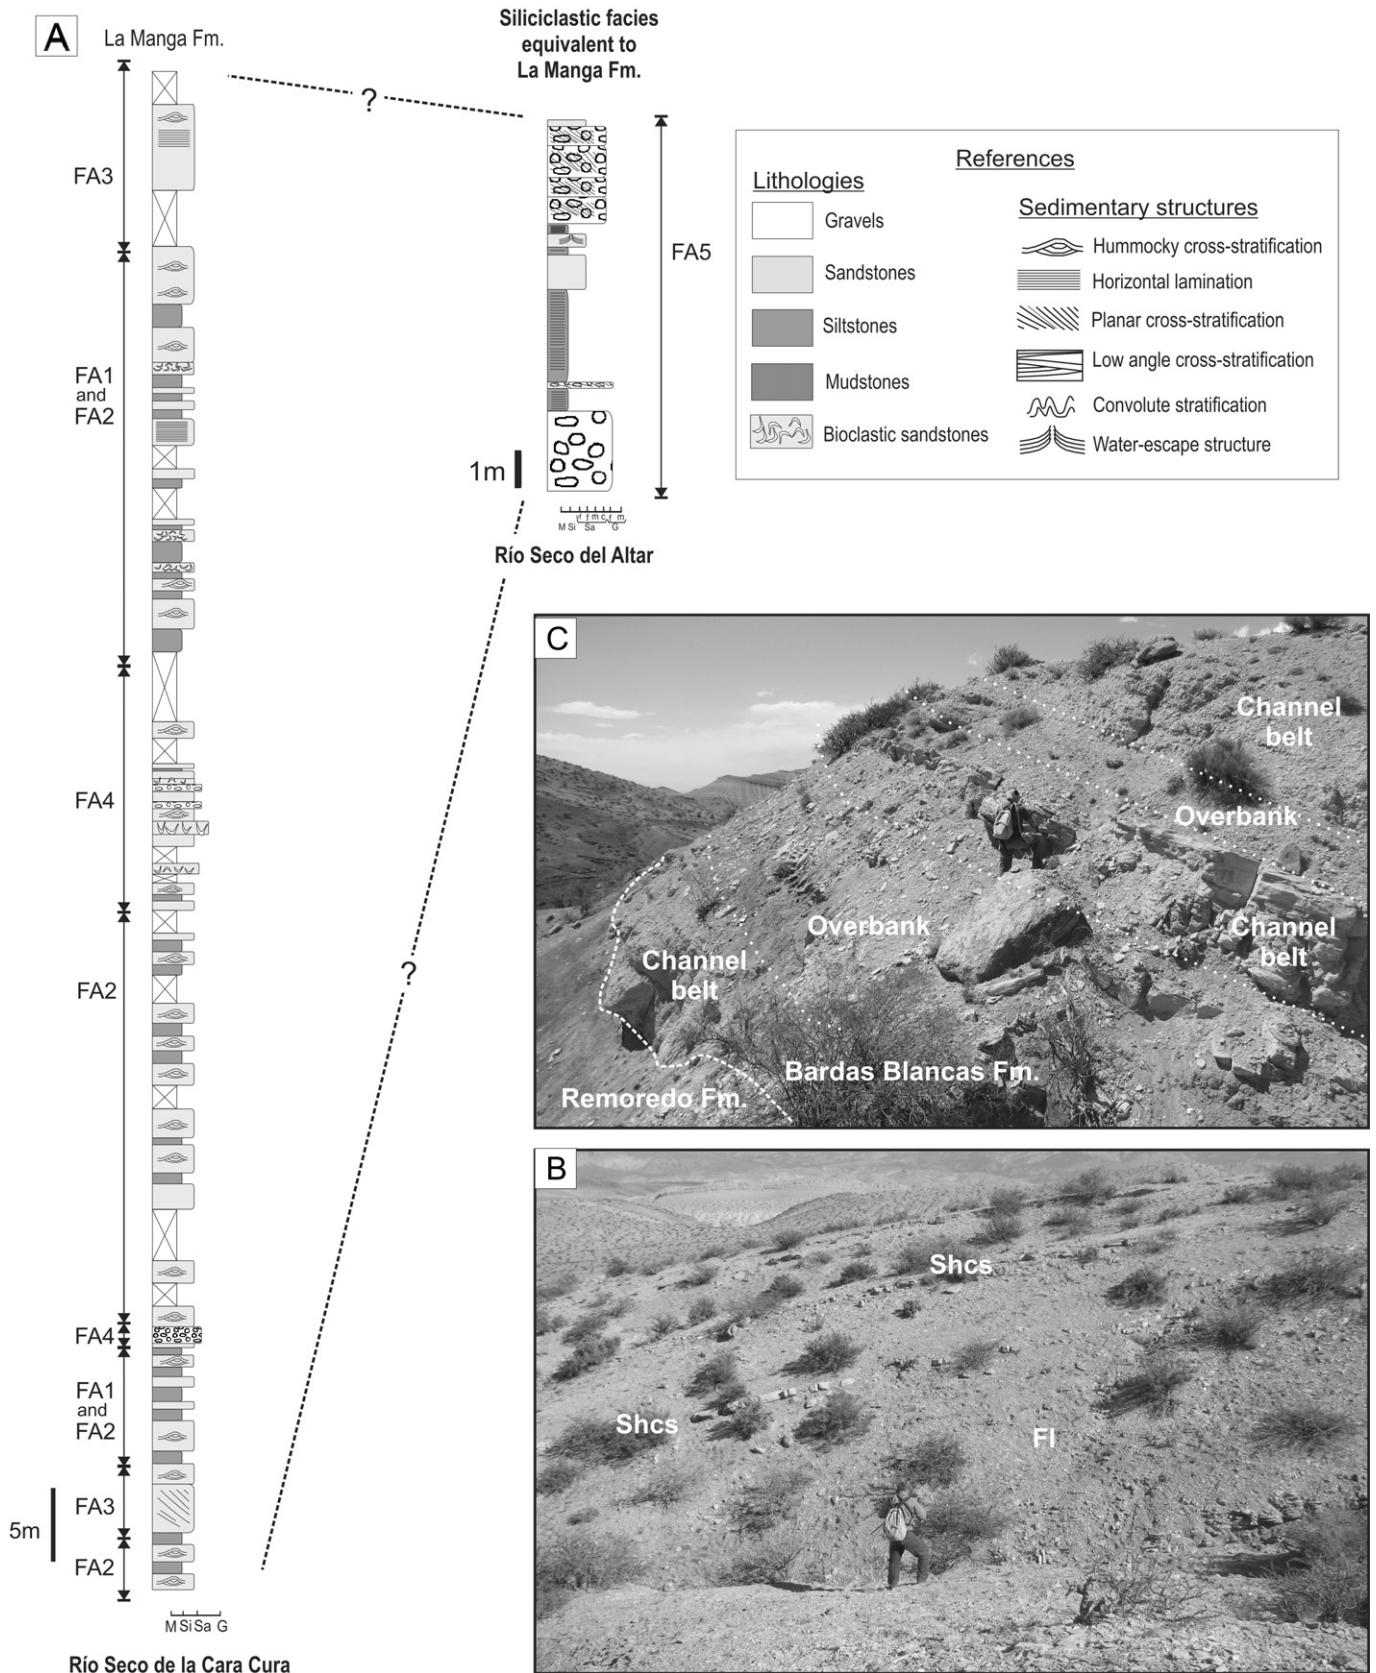 A
La Manga Fm.
FA3
FA1
and
FA2
FA4
FA2
FA4
FA1
and
FA2
FA3
FA2
5m
M Si Sa G
Río Seco de la Cara Cura
?
?
Siliciclastic facies
equivalent to
La Manga Fm.
FA5
1m
vf f m c f m
M Si Sa G
Río Seco del Altar
References
Lithologies
Gravels
Sandstones
Siltstones
Mudstones
Bioclastic sandstones
Sedimentary structures
Hummocky cross-stratification
Horizontal lamination
Planar cross-stratification
Low angle cross-stratification
Convolute stratification
Water-escape structure
C
Channel
belt
Overbank
Channel
belt
Overbank
Channel
belt
Bardas Blancas Fm.
Remoredo Fm.
B
Shcs
Shcs
Fl